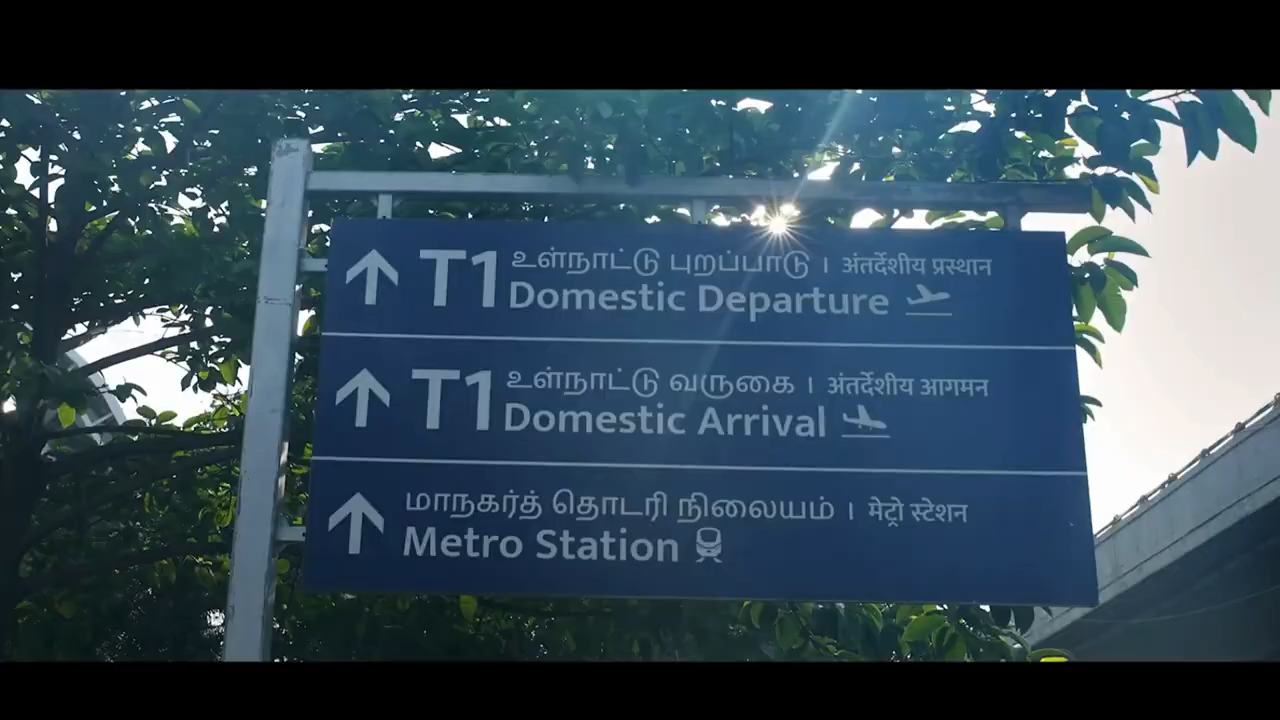 T1 உள்நாட்டு புறப்பாடு | अंतर्देशीय प्रस्थान
Domestic Departure
T1 உள்நாட்டு வருகை | अंतर्देशीय आगमन
Domestic Arrival
மாநகர்த் தொடரி நிலையம் | मेट्रो स्टेशन
Metro Station